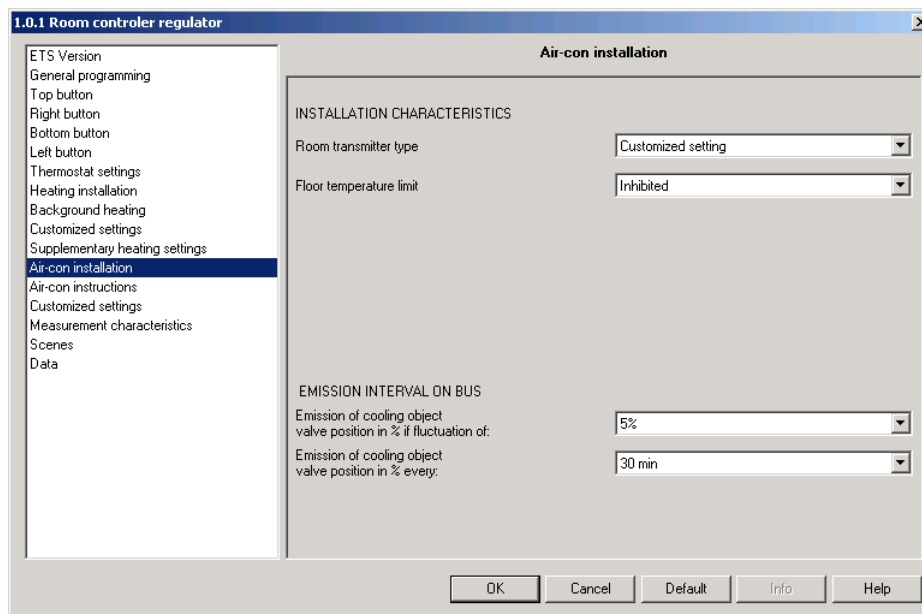 1.0.1 Room controler regulator
ETS Version
General programming
Top button
Right button
Bottom button
Left button
Thermostat settings
Heating installation
Background heating
Customized settings
Supplementary heating settings
Air-con installation
Air-con instructions
Customized settings
Measurement characteristics
Scenes
Data
Air-con installation
INSTALLATION CHARACTERISTICS
Room transmitter type
Customized setting
Floor temperature limit
Inhibited
EMISSION INTERVAL ON BUS
Emission of cooling object
valve position in % if fluctuation of:
5%
Emission of cooling object
valve position in % every:
30 min
OK
Cancel
Default
Info
Help